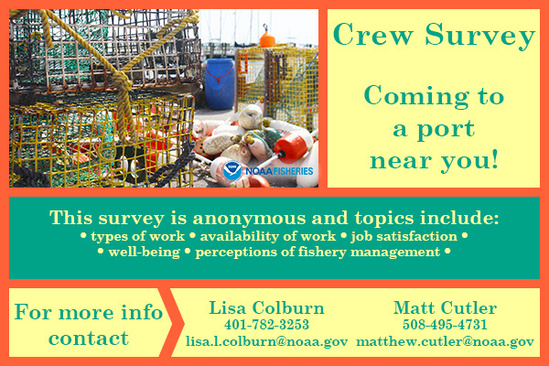 Crew Survey
Coming to
a port
near you!
NOAA FISHERIES
This survey is anonymous and topics include:
• types of work • availability of work • job satisfaction •
• well-being • perceptions of fishery management •
For more info
contact
Lisa Colburn
401-782-3253
lisa.l.colburn@noaa.gov
Matt Cutler
508-495-4731
matthew.cutler@noaa.gov